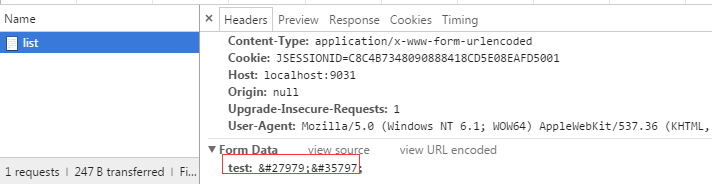 Name
× Headers Preview Response Cookies Timing
list
Content-Type: application/x-www-form-urlencoded
Cookie: JSESSIONID=C8C4B7348090888418CD5E08EAFD5001
Host: localhost:9031
Origin: null
Upgrade-Insecure-Requests: 1
User-Agent: Mozilla/5.0 (Windows NT 6.1; WOW64) AppleWebKit/537.36 (KHTML,
▼ Form Data view source view URL encoded
test: &#27979;&#35797;
1 requests | 247 B transferred | Fi...